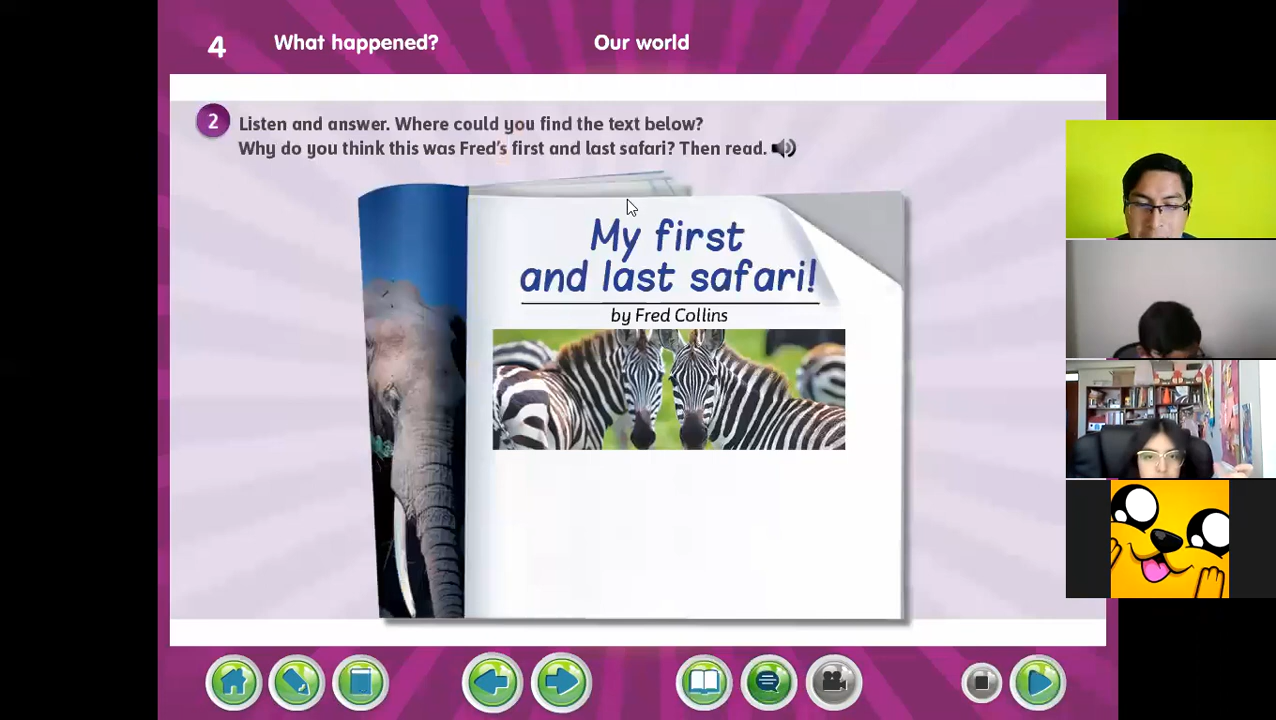 4 What happened? Our world
2 Listen and answer. Where could you find the text below?
Why do you think this was Fred's first and last safari? Then read.
My first
and last safari!
by Fred Collins